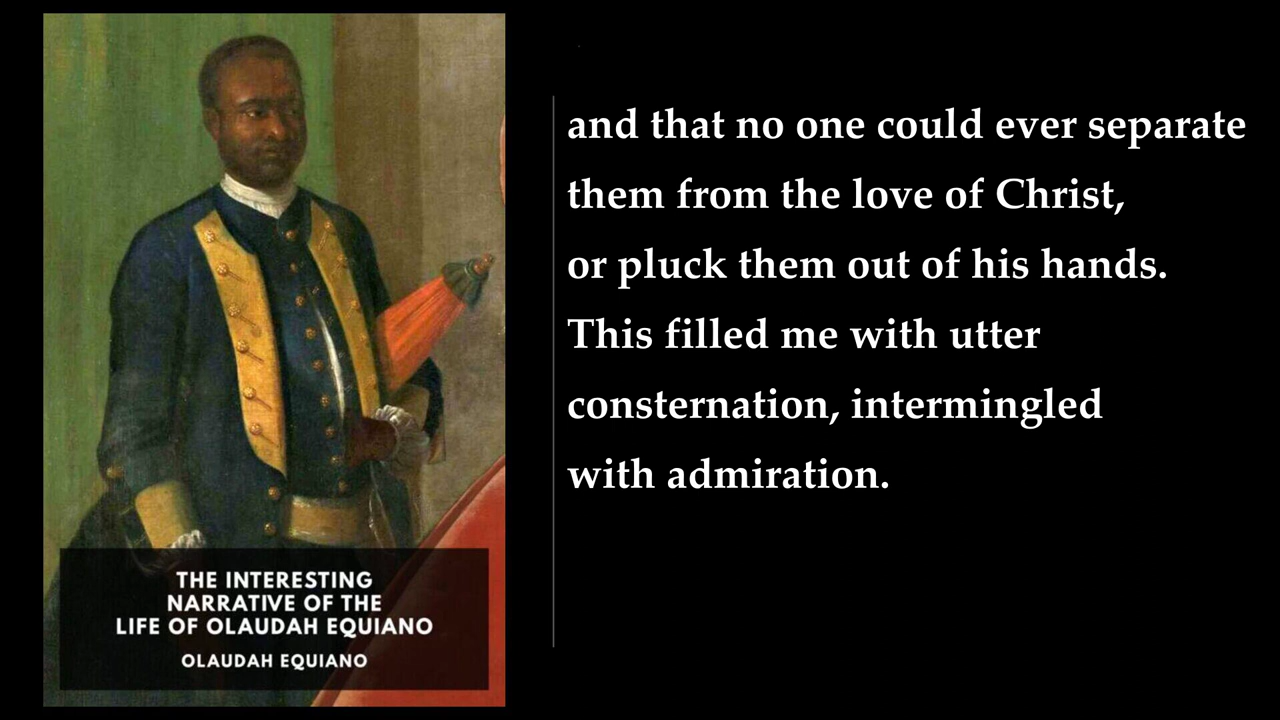 and that no one could ever separate
them from the love of Christ,
or pluck them out of his hands.
This filled me with utter
consternation, intermingled
with admiration.
THE INTERESTING
NARRATIVE OF THE
LIFE OF OLAUDAH EQUIANO
OLAUDAH EQUIANO